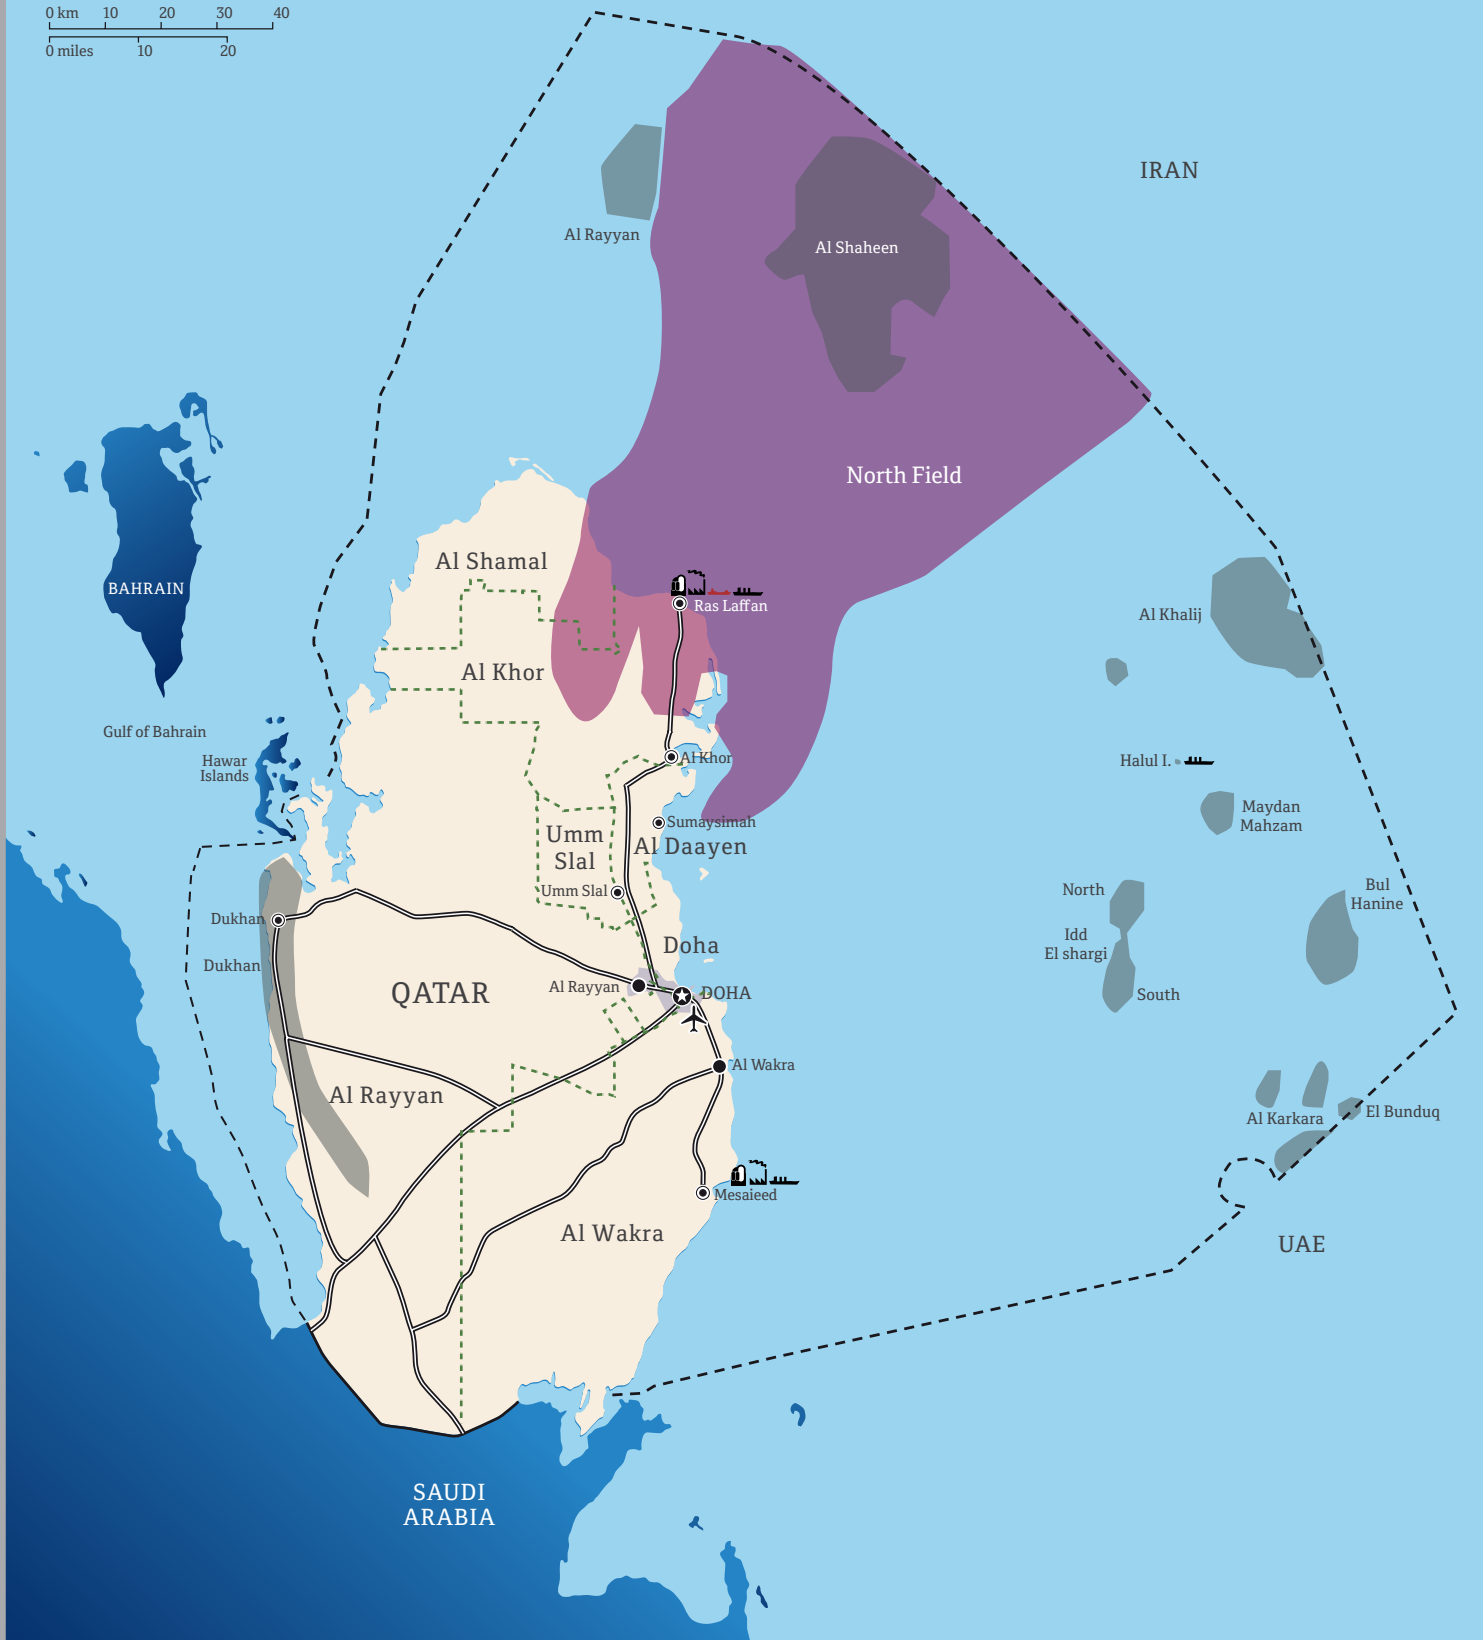 0 km 10 20 30 40
0 miles 10 20
IRAN
Al Rayyan
Al Shaheen
North Field
Al Shamal
BAHRAIN
Ras Laffan
Al Khalij
Al Khor
Gulf of Bahrain
Hawar
Islands
Al Khor
Halul I.
Maydan
Mahzam
Sumaysimah
Umm
Slal
Al Daayen
Umm Slal
North
Bul
Hanine
Dukhan
Idd
El shargi
Doha
Dukhan
QATAR
Al Rayyan
DOHA
South
Al Wakra
Al Rayyan
Al Karkara
El Bunduq
Mesaieed
Al Wakra
UAE
SAUDI
ARABIA